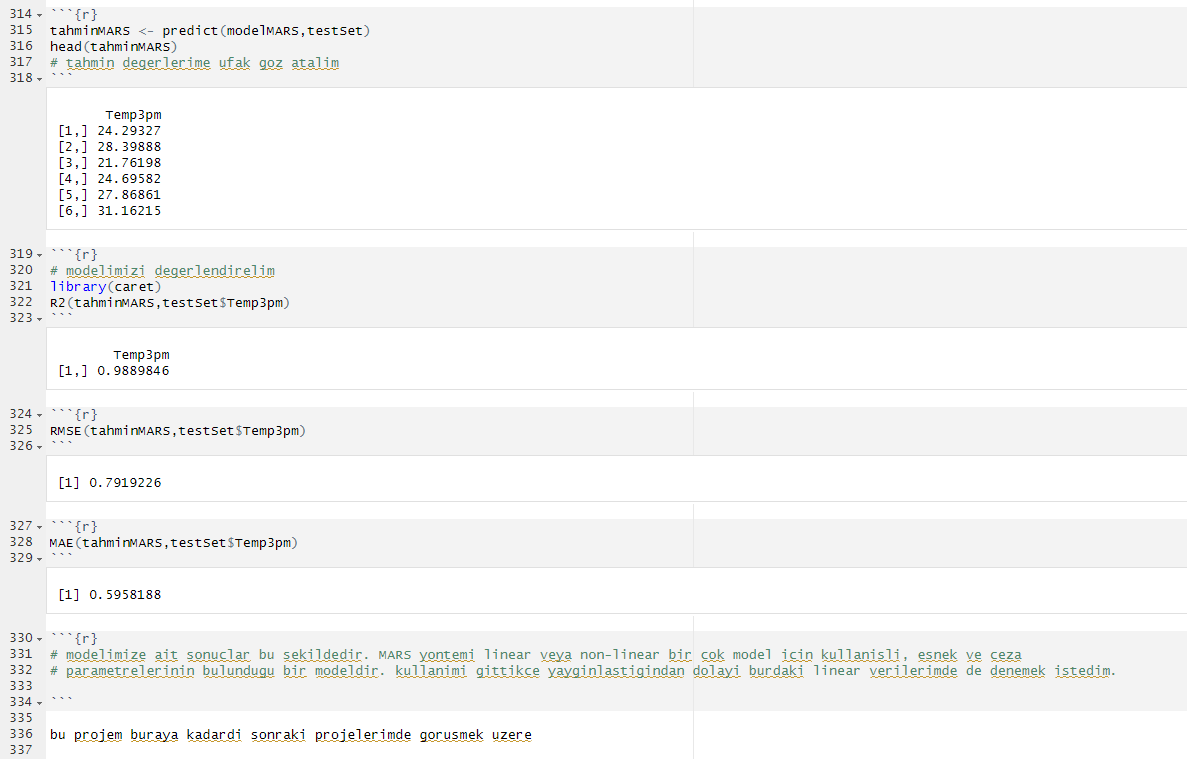 314 ```{r}
315 tahminMARS <- predict(modelMARS,testSet)
316 head(tahminMARS)
317 # tahmin degerlerime ufak goz atalim
318 ```
Temp3pm
[1,] 24.29327
[2,] 28.39888
[3,] 21.76198
[4,] 24.69582
[5,] 27.86861
[6,] 31.16215
319 ```{r}
320 # modelimizi degerlendirelim
321 library(caret)
322 R2(tahminMARS,testSet$Temp3pm)
323 ```
Temp3pm
[1,] 0.9889846
324 ```{r}
325 RMSE(tahminMARS,testSet$Temp3pm)
326 ```
[1] 0.7919226
327 ```{r}
328 MAE(tahminMARS,testSet$Temp3pm)
329 ```
[1] 0.5958188
330 ```{r}
331 # modelimize ait sonuclar bu sekildedir. MARS yontemi linear veya non-linear bir cok model icin kullanisli, esnek ve ceza
332 # parametrelerinin bulundugu bir modeldir. kullanimi gittikce yayginlastigindan dolayi burdaki linear verilerimde de denemek istedim.
333
334 ```
335
336 bu projem buraya kadardi sonraki projelerimde gorusmek uzere
337